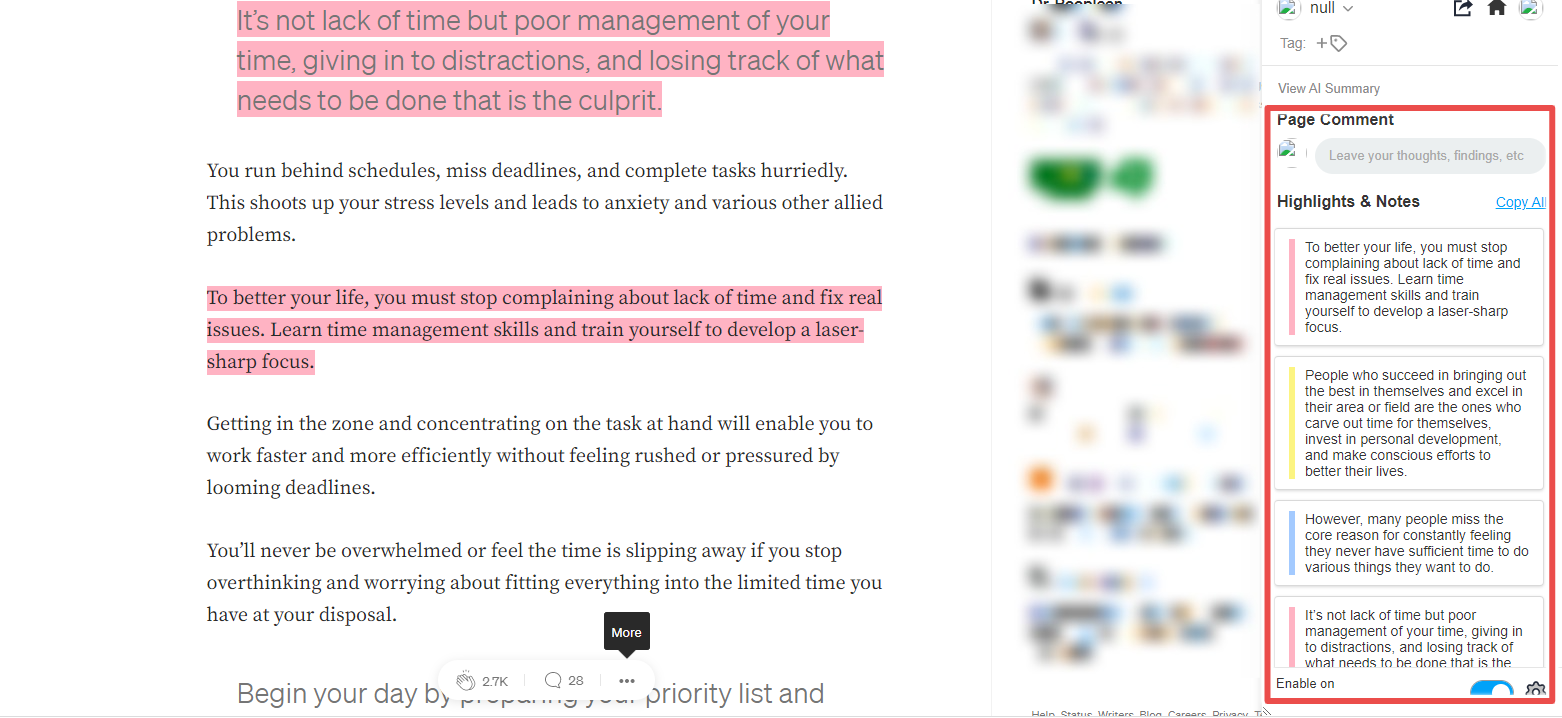 It’s not lack of time but poor management of your
time, giving in to distractions, and losing track of what
needs to be done that is the culprit.
You run behind schedules, miss deadlines, and complete tasks hurriedly.
This shoots up your stress levels and leads to anxiety and various other allied
problems.
To better your life, you must stop complaining about lack of time and fix real
issues. Learn time management skills and train yourself to develop a laser-
sharp focus.
Getting in the zone and concentrating on the task at hand will enable you to
work faster and more efficiently without feeling rushed or pressured by
looming deadlines.
You’ll never be overwhelmed or feel the time is slipping away if you stop
overthinking and worrying about fitting everything into the limited time you
have at your disposal.
More
2.7K
28
Begin your day by preparing your priority list and
Help Status Writers Blog Careers Privacy
null
Tag:
View AI Summary
Page Comment
Leave your thoughts, findings, etc
Highlights & Notes
Copy All
To better your life, you must stop
complaining about lack of time and
fix real issues. Learn time
management skills and train
yourself to develop a laser-sharp
focus.
People who succeed in bringing out
the best in themselves and excel in
their area or field are the ones who
carve out time for themselves,
invest in personal development,
and make conscious efforts to
better their lives.
However, many people miss the
core reason for constantly feeling
they never have sufficient time to do
various things they want to do.
It’s not lack of time but poor
management of your time, giving in
to distractions, and losing track of
what needs to be done that is the
Enable on